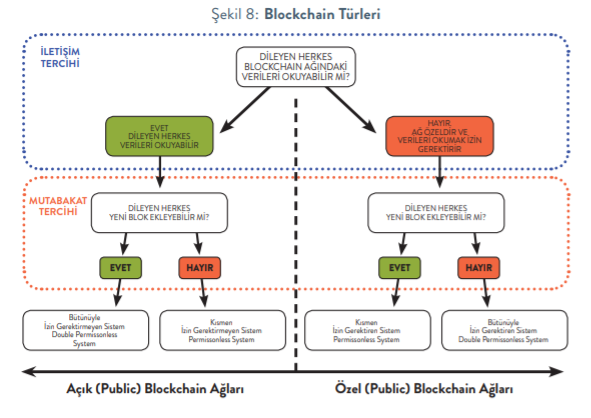 Şekil 8: Blockchain Türleri
İLETİŞİM
TERCİHİ
DİLEYEN HERKES
BLOCKCHAIN AĞINDAKİ
VERİLERİ OKUYABİLİR Mİ?
EVET
DİLEYEN HERKES
VERİLERİ OKUYABİLİR
HAYIR,
AĞ ÖZELDİR VE
VERİLERİ OKUMAK İZİN
GEREKTİRİR
MUTABAKAT
TERCİHİ
DİLEYEN HERKES
YENİ BLOK EKLEYEBİLİR Mİ?
DİLEYEN HERKES
YENİ BLOK EKLEYEBİLİR Mİ?
EVET
HAYIR
EVET
HAYIR
Bütünüyle
İzin Gerektirmeyen Sistem
Double Permissonless
System
Kısmen
İzin Gerektirmeyen Sistem
Permissonless System
Kısmen
İzin Gerektiren Sistem
Permissonless System
Bütünüyle
İzin Gerektiren Sistem
Double Permissonless System
Açık (Public) Blockchain Ağları
Özel (Public) Blockchain Ağları